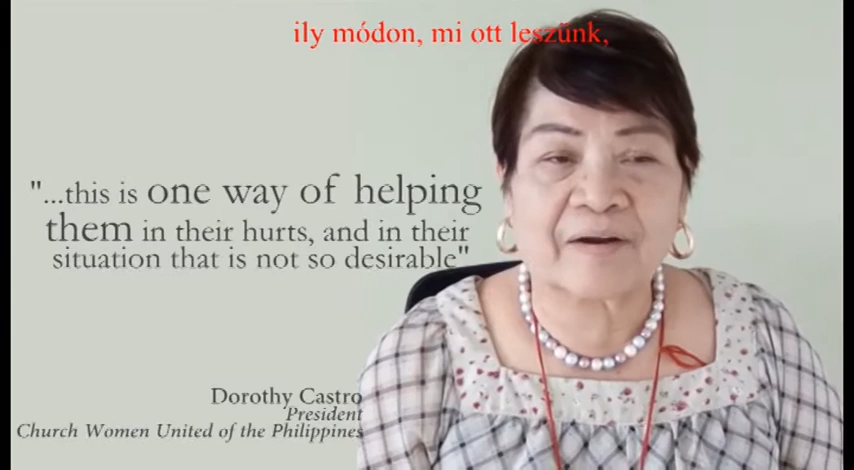 ily módon, mi ott leszünk,
"...this is one way of helping
them in their hurts, and in their
situation that is not so desirable"
Dorothy Castro
President
Church Women United of the Philippines